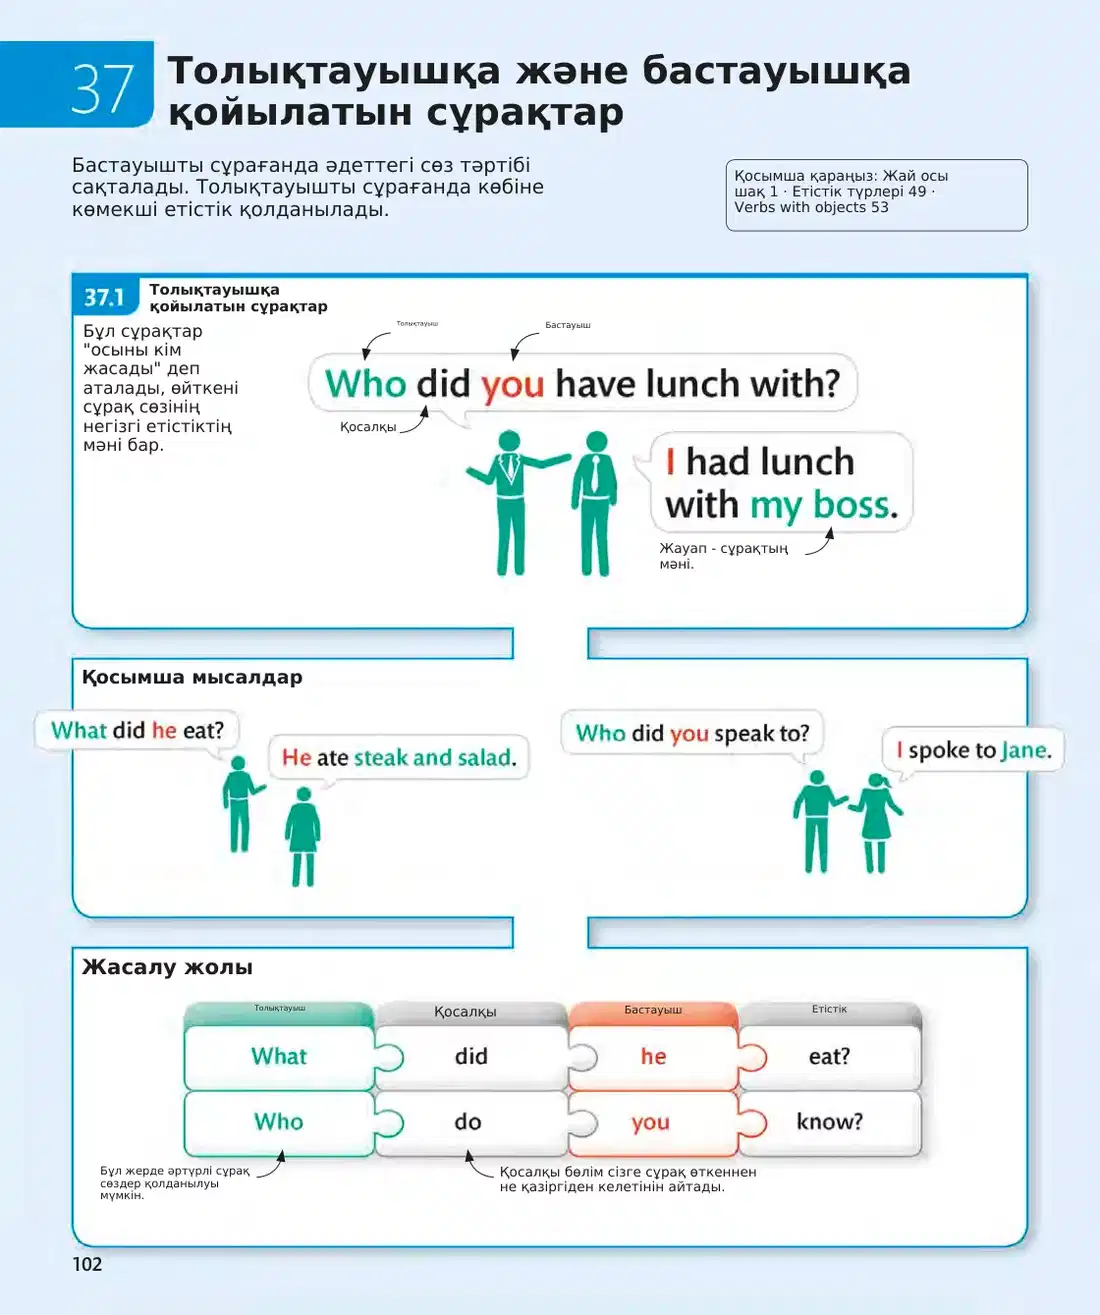 37
Толықтауышқа және бастауышқа
қойылатын сұрақтар
Бастауышты сұрағанда әдеттегі сөз тәртібі
сақталады. Толықтауышты сұрағанда көбіне
көмекші етістік қолданылады.
Қосымша қараңыз: Жай осы
шақ 1 · Етістік түрлері 49 ·
Verbs with objects 53
37.1
Толықтауышқа
қойылатын сұрақтар
Бұл сұрақтар
"осыны кім
жасады" деп
аталады, өйткені
сұрақ сөзінің
негізгі етістіктің
мәні бар.
Толықтауыш
Бастауыш
Who did you have lunch with?
Қосалқы
I had lunch
with my boss.
Жауап - сұрақтың
мәні.
Қосымша мысалдар
What did he eat?
He ate steak and salad.
Who did you speak to?
I spoke to Jane.
Жасалу жолы
Толықтауыш Қосалқы Бастауыш Етістік
What did he eat?
Who do you know?
Бұл жерде әртүрлі сұрақ
сөздер қолданылуы
мүмкін.
Қосалқы бөлім сізге сұрақ өткеннен
не қазіргіден келетінін айтады.
102